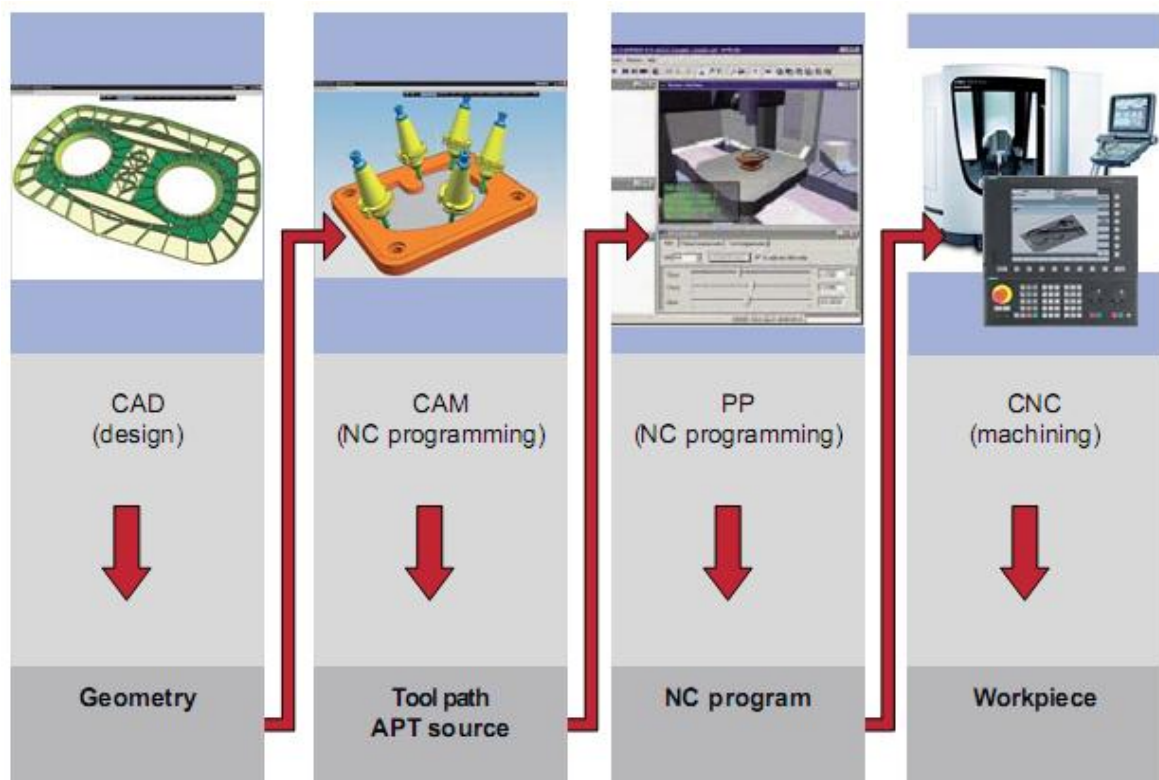 CAD
(design)
Geometry
CAM
(NC programming)
Tool path
APT source
PP
(NC programming)
NC program
CNC
(machining)
Workpiece